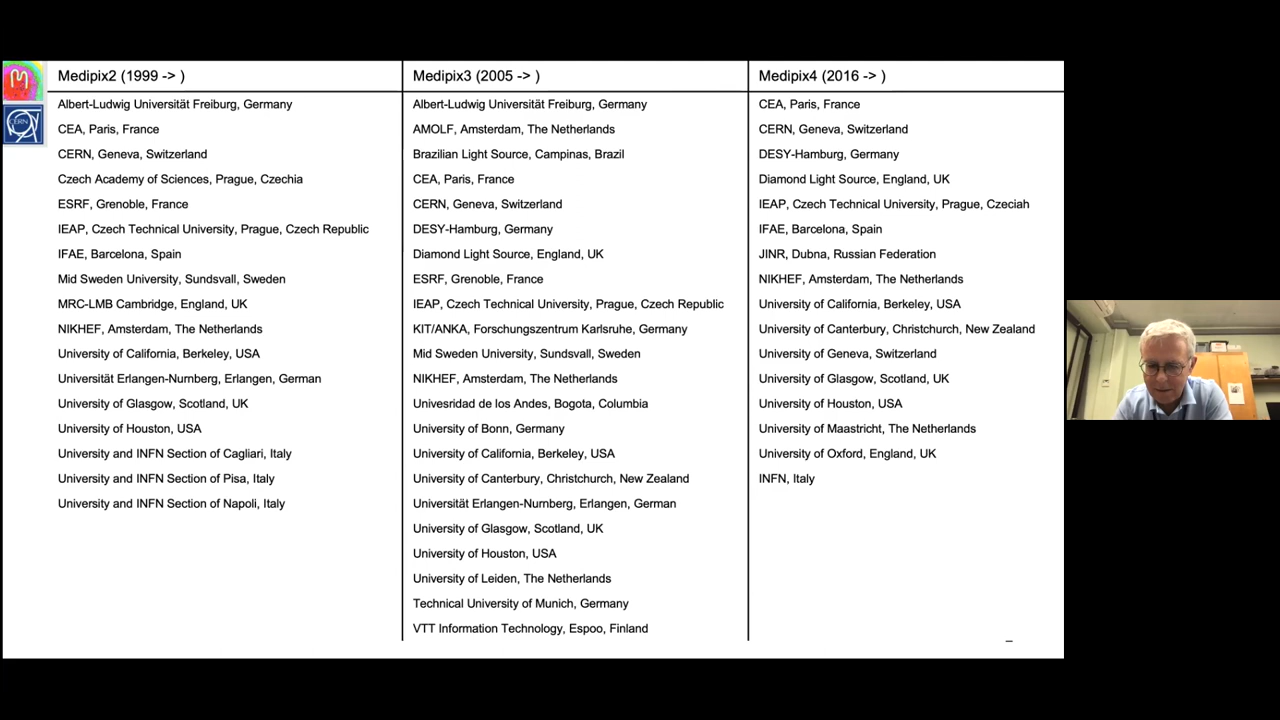 Medipix2 (1999 -> )
Albert-Ludwig Universität Freiburg, Germany
CEA, Paris, France
CERN, Geneva, Switzerland
Czech Academy of Sciences, Prague, Czechia
ESRF, Grenoble, France
IEAP, Czech Technical University, Prague, Czech Republic
IFAE, Barcelona, Spain
Mid Sweden University, Sundsvall, Sweden
MRC-LMB Cambridge, England, UK
NIKHEF, Amsterdam, The Netherlands
University of California, Berkeley, USA
Universität Erlangen-Nurnberg, Erlangen, German
University of Glasgow, Scotland, UK
University of Houston, USA
University and INFN Section of Cagliari, Italy
University and INFN Section of Pisa, Italy
University and INFN Section of Napoli, Italy
Medipix3 (2005 -> )
Albert-Ludwig Universität Freiburg, Germany
AMOLF, Amsterdam, The Netherlands
Brazilian Light Source, Campinas, Brazil
CEA, Paris, France
CERN, Geneva, Switzerland
DESY-Hamburg, Germany
Diamond Light Source, England, UK
ESRF, Grenoble, France
IEAP, Czech Technical University, Prague, Czech Republic
KIT/ANKA, Forschungszentrum Karlsruhe, Germany
Mid Sweden University, Sundsvall, Sweden
NIKHEF, Amsterdam, The Netherlands
Univesridad de los Andes, Bogota, Columbia
University of Bonn, Germany
University of California, Berkeley, USA
University of Canterbury, Christchurch, New Zealand
Universität Erlangen-Nurnberg, Erlangen, German
University of Glasgow, Scotland, UK
University of Houston, USA
University of Leiden, The Netherlands
Technical University of Munich, Germany
VTT Information Technology, Espoo, Finland
Medipix4 (2016 -> )
CEA, Paris, France
CERN, Geneva, Switzerland
DESY-Hamburg, Germany
Diamond Light Source, England, UK
IEAP, Czech Technical University, Prague, Czeciah
IFAE, Barcelona, Spain
JINR, Dubna, Russian Federation
NIKHEF, Amsterdam, The Netherlands
University of California, Berkeley, USA
University of Canterbury, Christchurch, New Zealand
University of Geneva, Switzerland
University of Glasgow, Scotland, UK
University of Houston, USA
University of Maastricht, The Netherlands
University of Oxford, England, UK
INFN, Italy
M
CERN